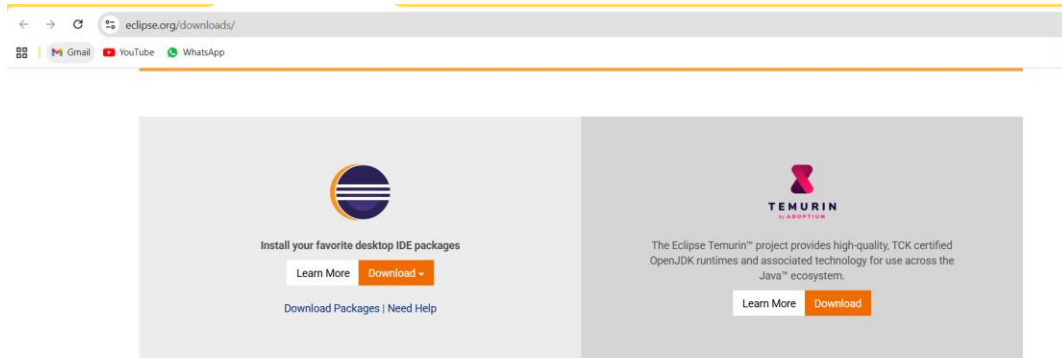 eclipse.org/downloads/
Gmail YouTube WhatsApp
Install your favorite desktop IDE packages
Learn More Download
Download Packages | Need Help
TEMURIN
by ADOPTIUM
The Eclipse Temurin™ project provides high-quality, TCK certified
OpenJDK runtimes and associated technology for use across the
Java™ ecosystem.
Learn More Download